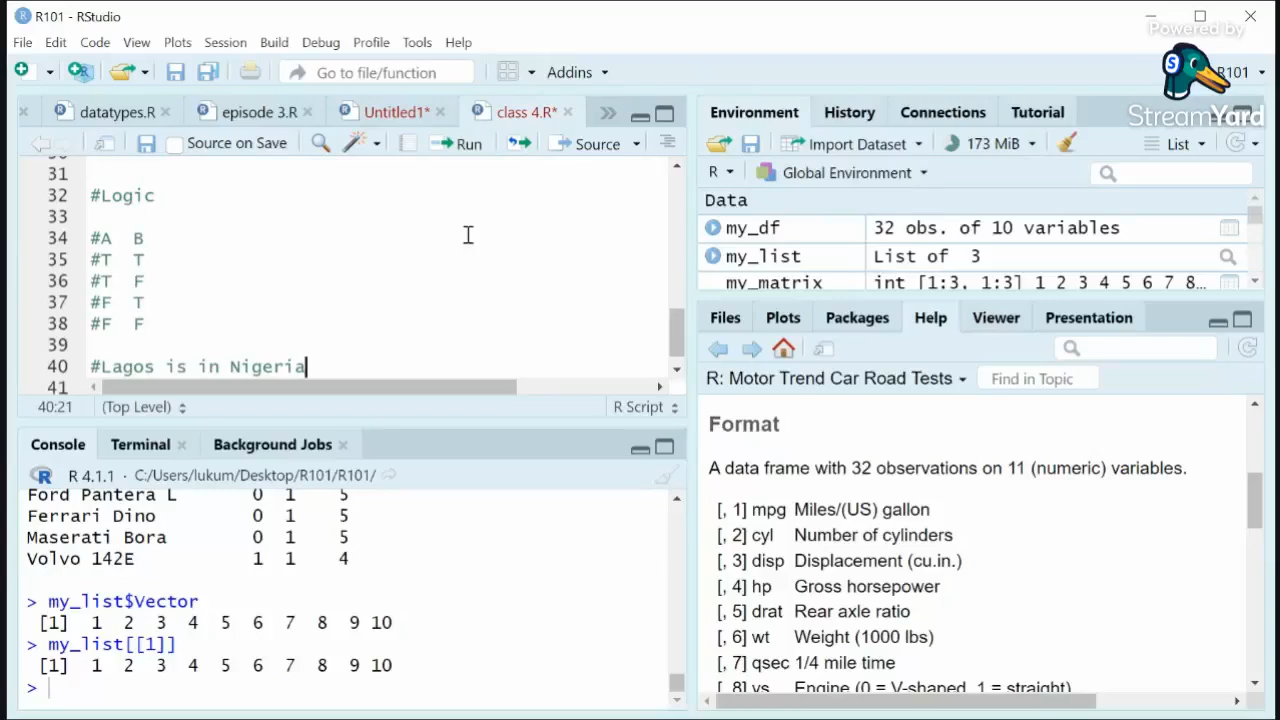 R101 - RStudio
Powered by
File Edit Code View Plots Session Build Debug Profile Tools Help
Go to file/function Addins R101
S
StreamYard
datatypes.R episode 3.R Untitled1* class 4.R*
Source on Save Run Source
31
32 #Logic
33
34 #A B
35 #T T
36 #T F
37 #F T
38 #F F
39
40 #Lagos is in Nigeria
41
40:21 (Top Level) R Script
Console Terminal Background Jobs
R 4.1.1 · C:/Users/lukum/Desktop/R101/R101/
Ford Pantera L 0 1 5
Ferrari Dino 0 1 5
Maserati Bora 0 1 5
Volvo 142E 1 1 4
> my_list$Vector
[1] 1 2 3 4 5 6 7 8 9 10
> my_list[[1]]
[1] 1 2 3 4 5 6 7 8 9 10
>
Environment History Connections Tutorial
Import Dataset 173 MiB List
R Global Environment
Data
my_df 32 obs. of 10 variables
my_list List of 3
my_matrix int [1:3, 1:3] 1 2 3 4 5 6 7 8…
Files Plots Packages Help Viewer Presentation
R: Motor Trend Car Road Tests Find in Topic
Format
A data frame with 32 observations on 11 (numeric) variables.
[, 1] mpg Miles/(US) gallon
[, 2] cyl Number of cylinders
[, 3] disp Displacement (cu.in.)
[, 4] hp Gross horsepower
[, 5] drat Rear axle ratio
[, 6] wt Weight (1000 lbs)
[, 7] qsec 1/4 mile time
[, 8] vs Engine (0 = V-shaped, 1 = straight)